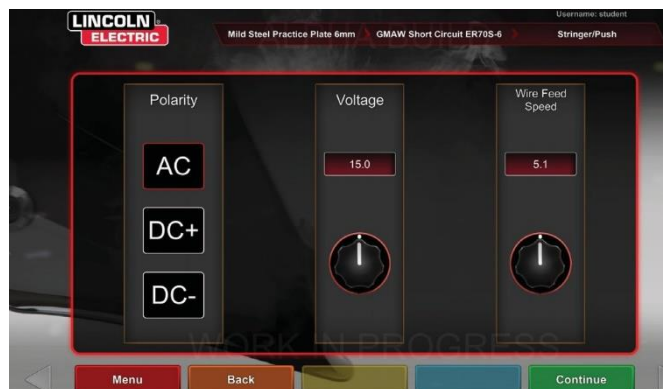 Username: student
LINCOLN
ELECTRIC
Mild Steel Practice Plate 6mm GMAW Short Circuit ER70S-6 Stringer/Push
Polarity Voltage Wire Feed
Speed
AC 15.0 5.1
DC+
DC-
WORK IN PROGRESS
Menu Back Continue